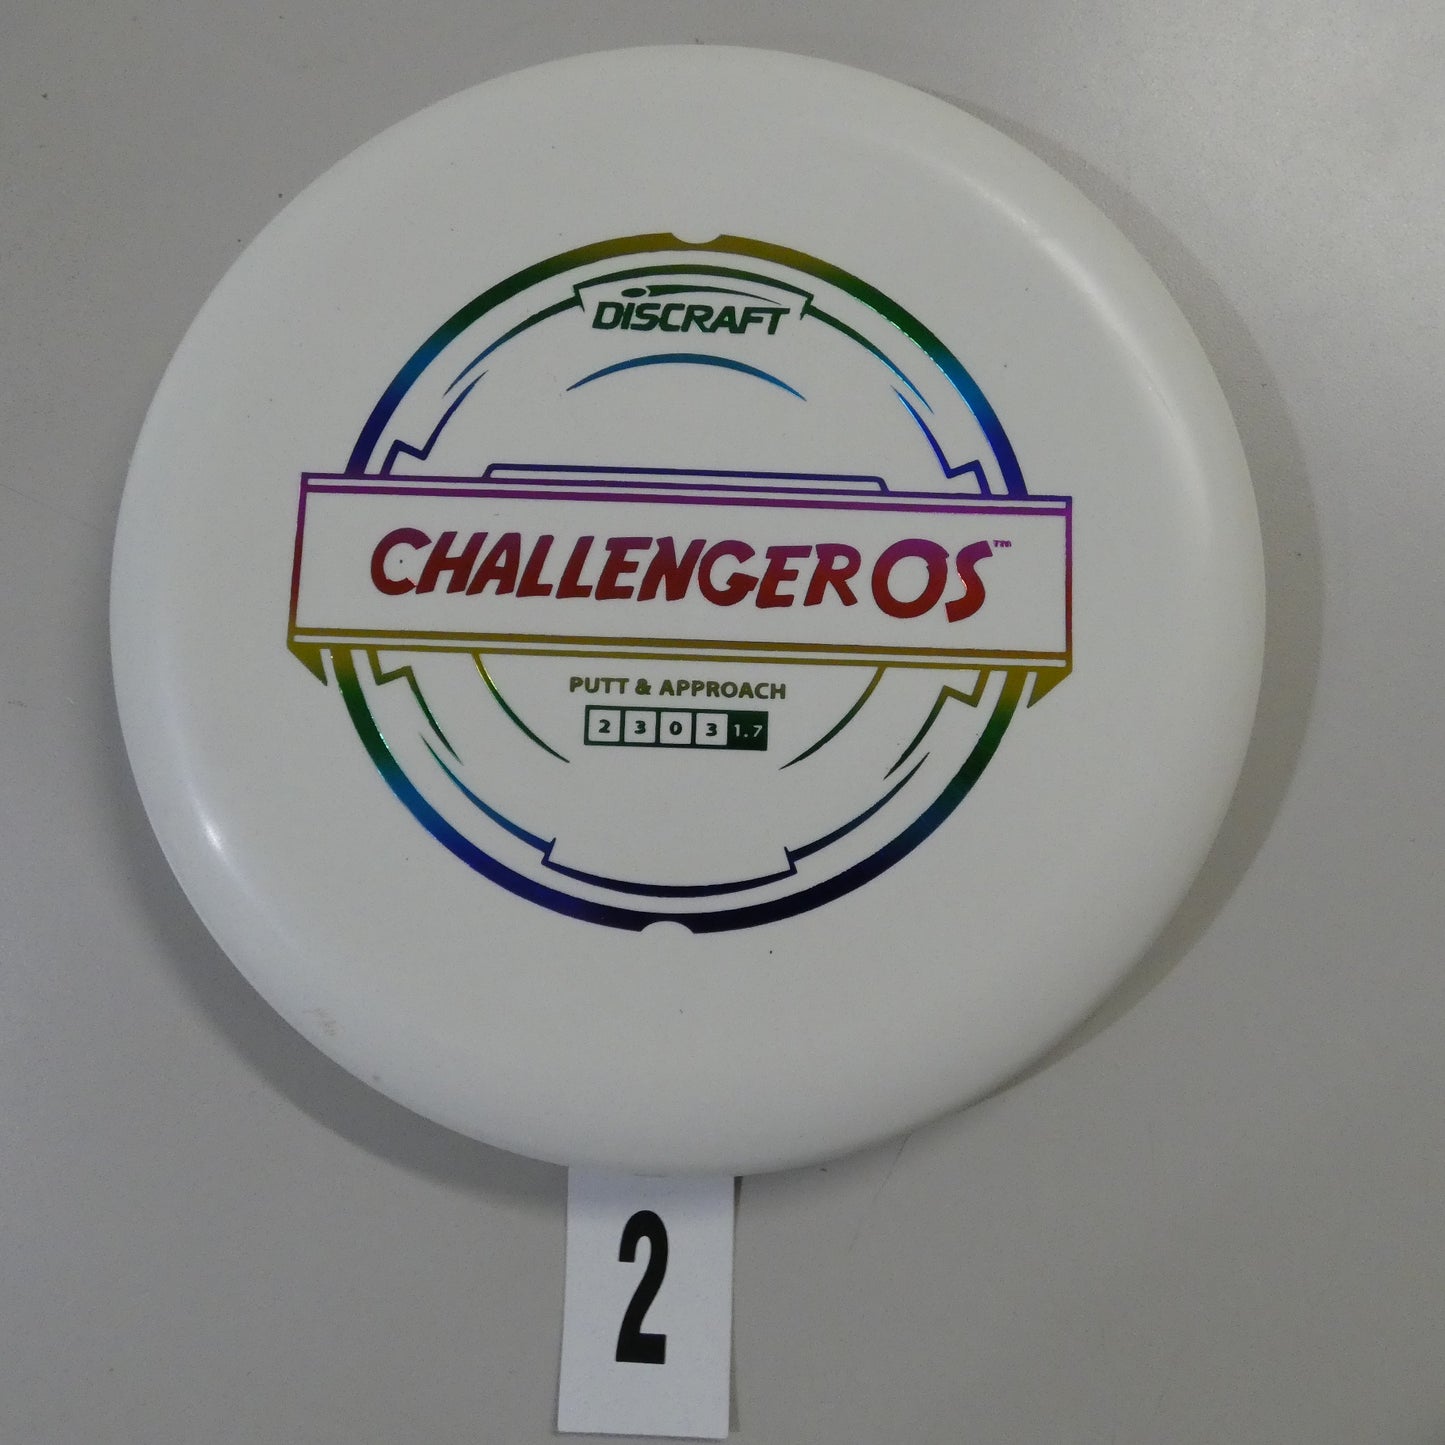 DISCRAFT
CHALLENGER OS™
PUTT & APPROACH
2 3 0 3 1.7
2